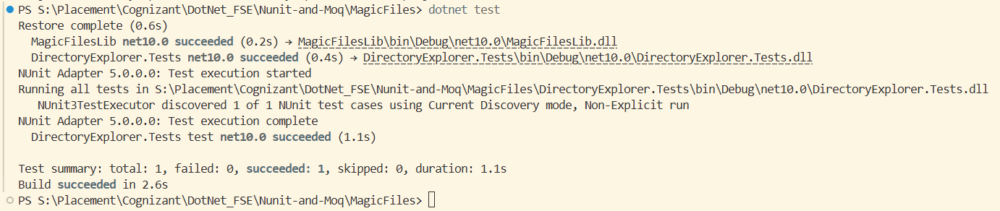 PS S:\Placement\Cognizant\DotNet_FSE\Nunit-and-Moq\MagicFiles> dotnet test
Restore complete (0.6s)
  MagicFilesLib net10.0 succeeded (0.2s) → MagicFilesLib\bin\Debug\net10.0\MagicFilesLib.dll
  DirectoryExplorer.Tests net10.0 succeeded (0.4s) → DirectoryExplorer.Tests\bin\Debug\net10.0\DirectoryExplorer.Tests.dll
NUnit Adapter 5.0.0.0: Test execution started
Running all tests in S:\Placement\Cognizant\DotNet_FSE\Nunit-and-Moq\MagicFiles\DirectoryExplorer.Tests\bin\Debug\net10.0\DirectoryExplorer.Tests.dll
   NUnit3TestExecutor discovered 1 of 1 NUnit test cases using Current Discovery mode, Non-Explicit run
NUnit Adapter 5.0.0.0: Test execution complete
  DirectoryExplorer.Tests test net10.0 succeeded (1.1s)

Test summary: total: 1, failed: 0, succeeded: 1, skipped: 0, duration: 1.1s
Build succeeded in 2.6s
PS S:\Placement\Cognizant\DotNet_FSE\Nunit-and-Moq\MagicFiles>